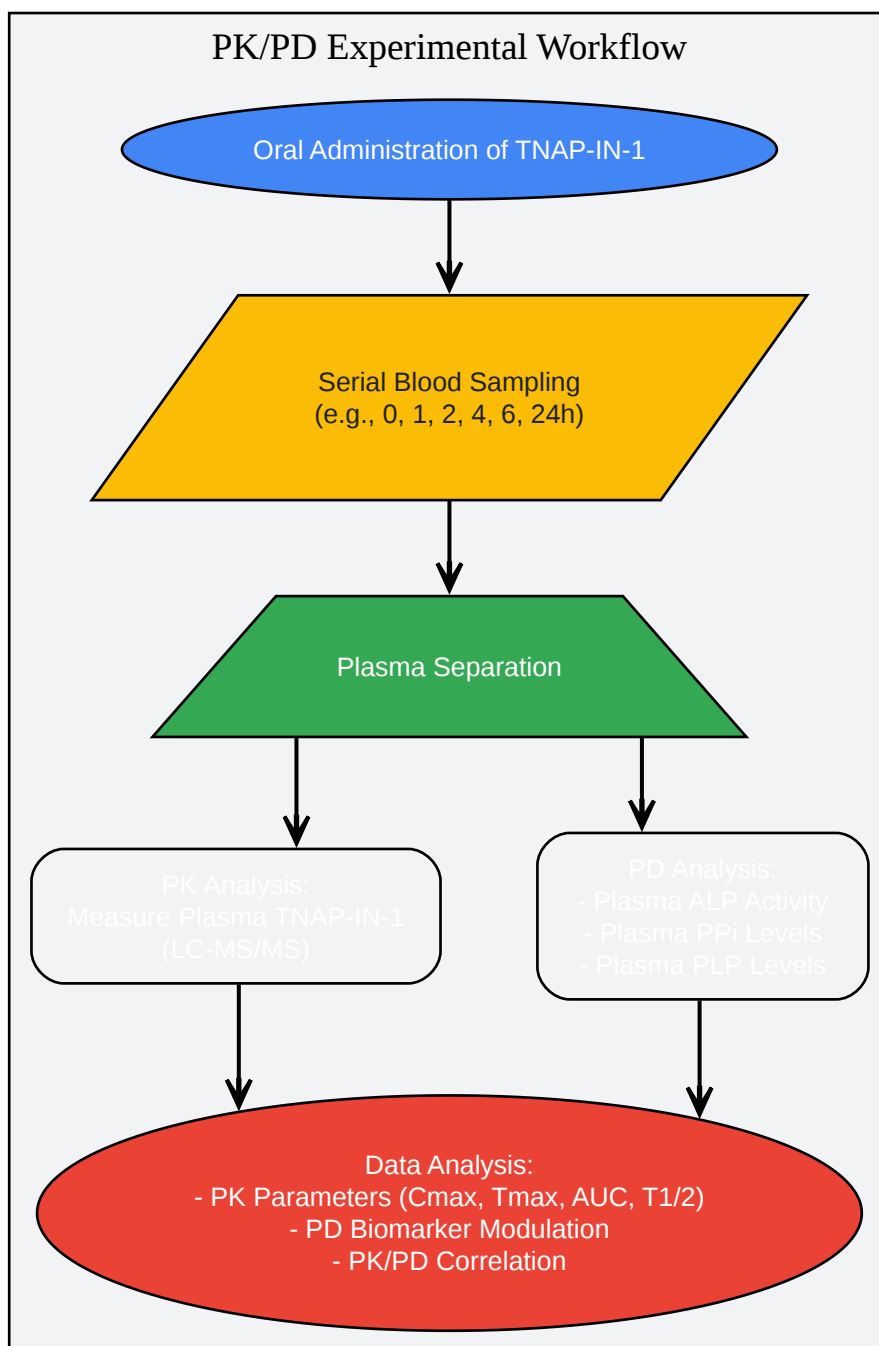 PK/PD Experimental Workflow
Oral Administration of TNAP-IN-1
Serial Blood Sampling
(e.g., 0, 1, 2, 4, 6, 24h)
Plasma Separation
PK Analysis:
Measure Plasma TNAP-IN-1
(LC-MS/MS)
PD Analysis:
- Plasma ALP Activity
- Plasma PPi Levels
- Plasma PLP Levels
Data Analysis:
- PK Parameters (Cmax, Tmax, AUC, T1/2)
- PD Biomarker Modulation
- PK/PD Correlation